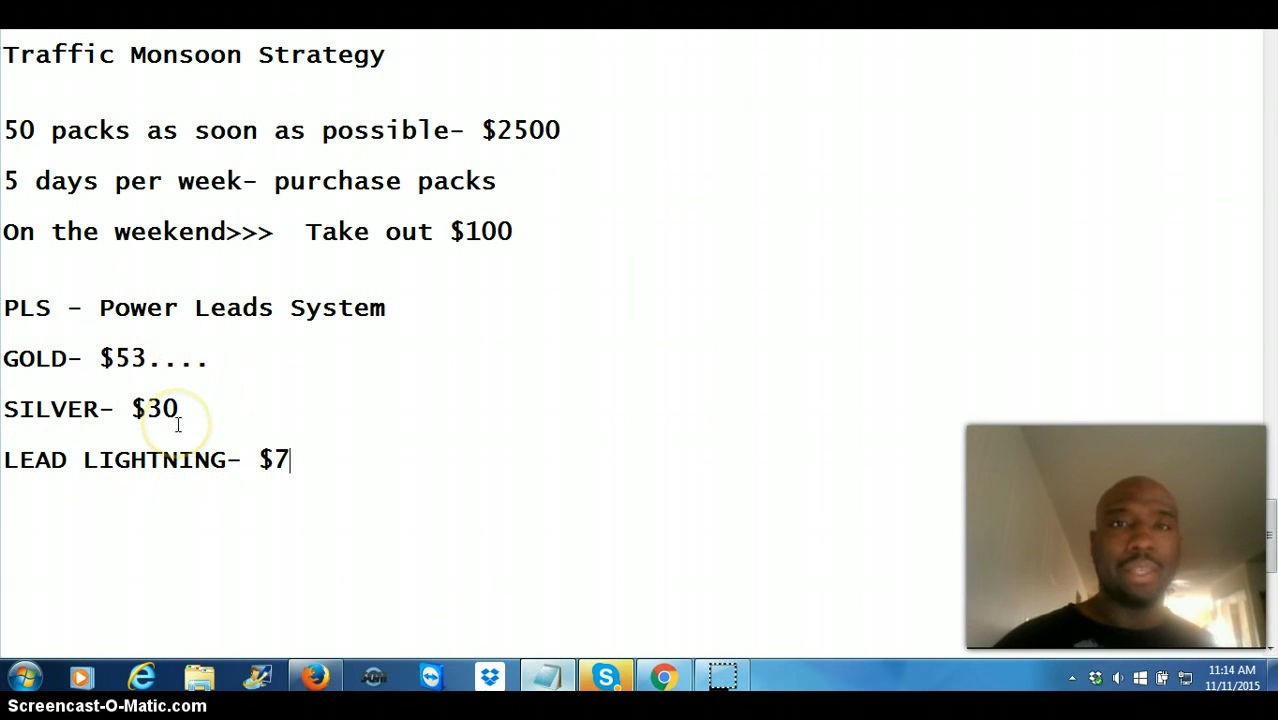 Traffic Monsoon Strategy
50 packs as soon as possible- $2500
5 days per week- purchase packs
On the weekend>>>  Take out $100
PLS - Power Leads System
GOLD- $53....
SILVER- $30
LEAD LIGHTNING- $7
11:14 AM
11/11/2015
Screencast-O-Matic.com